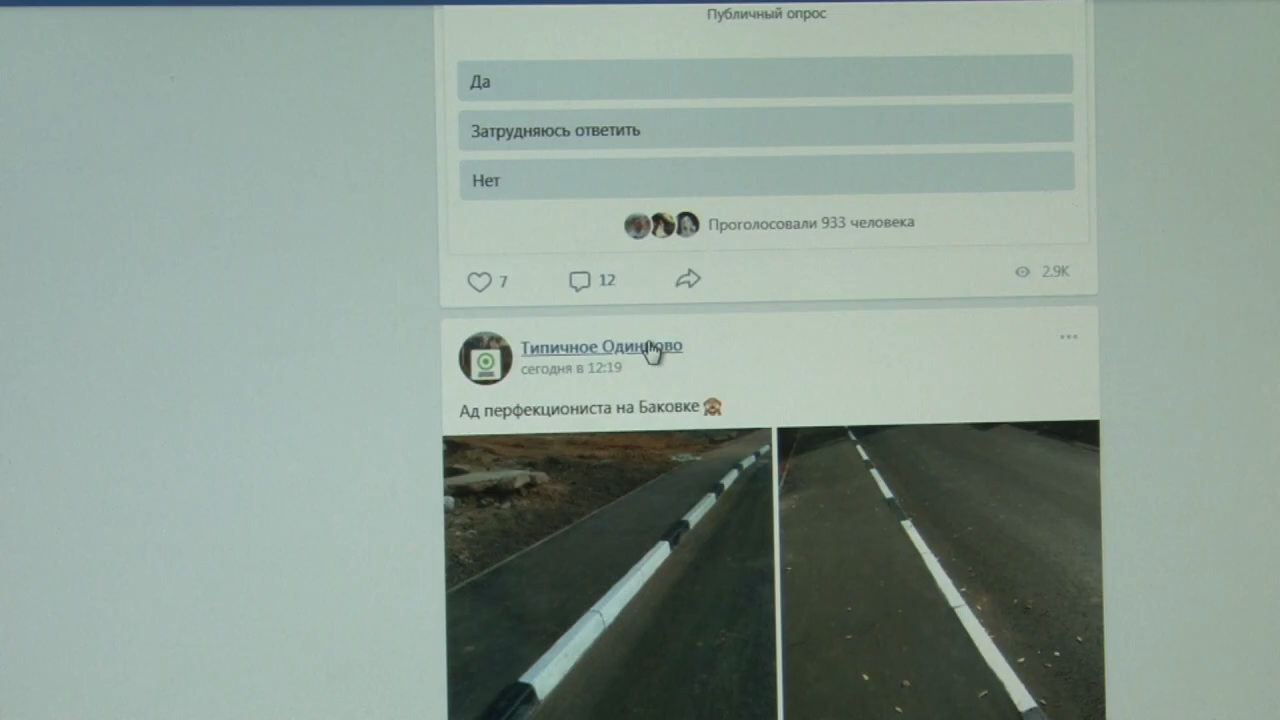 Публичный опрос
Да
Затрудняюсь ответить
Нет
Проголосовали 933 человека
7
12
2.9K
Типичное Одинцово
сегодня в 12:19
Ад перфекциониста на Баковке🙈